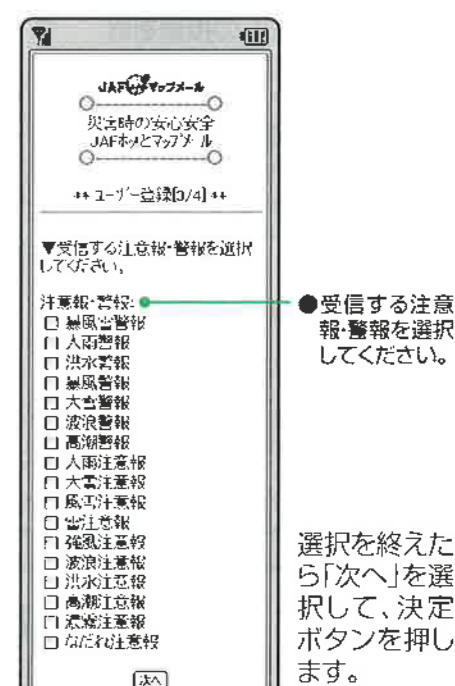 JAFホッとマップメール
災害時の安心安全
JAFホッとマップメール
** ユーザー登録[3/4] **
▼受信する注意報・警報を選択
してください。
注意報・警報:
□ 暴風雪警報
□ 大雨警報
□ 洪水警報
□ 暴風警報
□ 大雪警報
□ 波浪警報
□ 高潮警報
□ 大雨注意報
□ 大雪注意報
□ 風雪注意報
□ 雷注意報
□ 強風注意報
□ 波浪注意報
□ 洪水注意報
□ 高潮注意報
□ 濃霧注意報
□ なだれ注意報
次へ
●受信する注意
報・警報を選択
してください。
選択を終えた
ら「次へ」を選
択して、決定
ボタンを押し
ます。